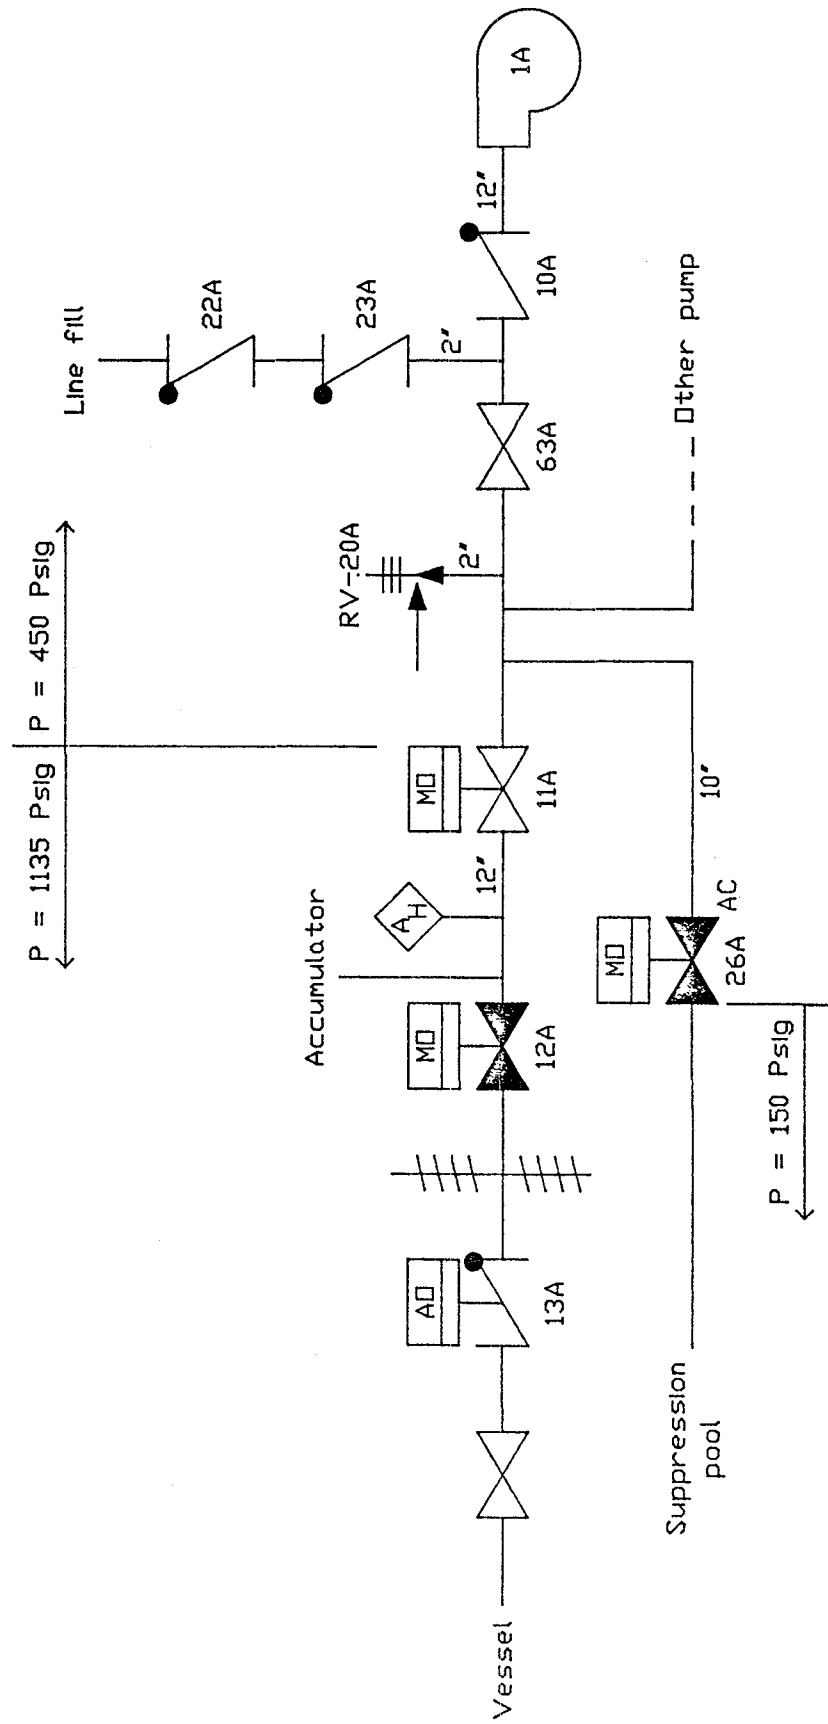 P = 1135 Psig
P = 450 Psig
Line fill
22A
23A
2"
RV-20A
2"
Accumulator
A
H
MO
11A
MO
12A
12"
AO
13A
63A
10A
12"
1A
Vessel
Other pump
10"
MO
26A
AC
P = 150 Psig
Suppression
pool